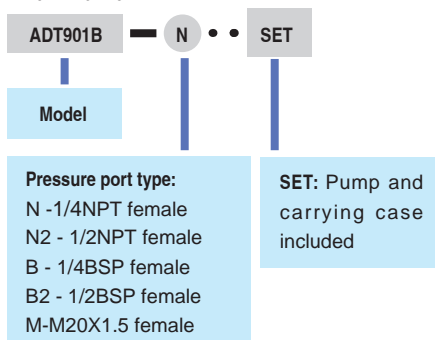 ADT901B — N •• SET
Model
Pressure port type:
N -1/4NPT female
N2 - 1/2NPT female
B - 1/4BSP female
B2 - 1/2BSP female
M-M20X1.5 female
SET: Pump and
carrying case
included